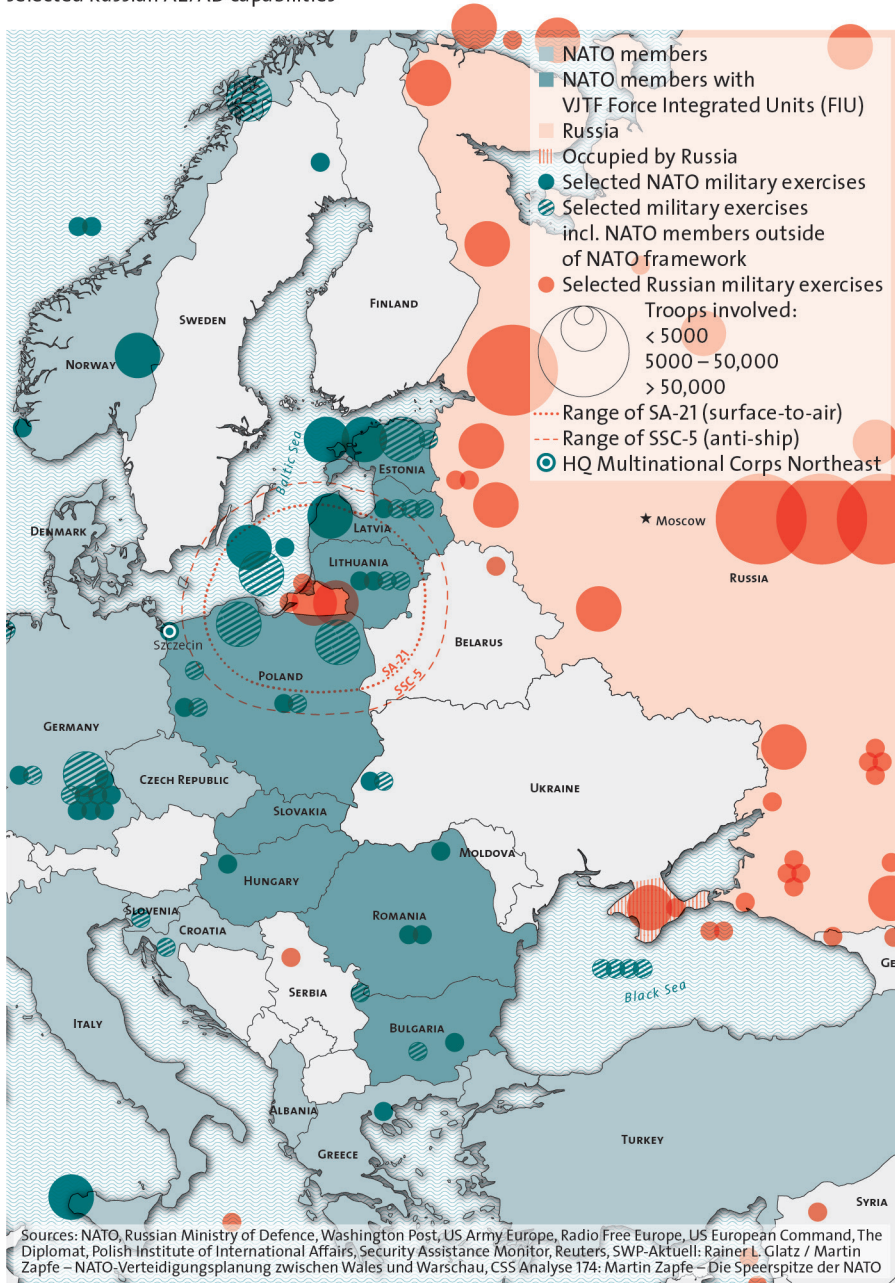 selected Russian A2/AD capabilities
NATO members
NATO members with
VJTF Force Integrated Units (FIU)
Russia
Occupied by Russia
Selected NATO military exercises
Selected military exercises
incl. NATO members outside
of NATO framework
Selected Russian military exercises
Troops involved:
< 5000
5000 – 50,000
> 50,000
Range of SA-21 (surface-to-air)
Range of SSC-5 (anti-ship)
HQ Multinational Corps Northeast
FINLAND
SWEDEN
NORWAY
Baltic Sea
ESTONIA
DENMARK
LATVIA
Moscow
LITHUANIA
RUSSIA
Szczecin
BELARUS
POLAND
SA-21
SSC-5
GERMANY
CZECH REPUBLIC
UKRAINE
SLOVAKIA
MOLDOVA
HUNGARY
SLOVENIA
CROATIA
ROMANIA
GE
SERBIA
Black Sea
ITALY
BULGARIA
ALBANIA
GREECE
TURKEY
SYRIA
Sources: NATO, Russian Ministry of Defence, Washington Post, US Army Europe, Radio Free Europe, US European Command, The
Diplomat, Polish Institute of International Affairs, Security Assistance Monitor, Reuters, SWP-Aktuell: Rainer L. Glatz / Martin
Zapfe – NATO-Verteidigungsplanung zwischen Wales und Warschau, CSS Analyse 174: Martin Zapfe – Die Speerspitze der NATO